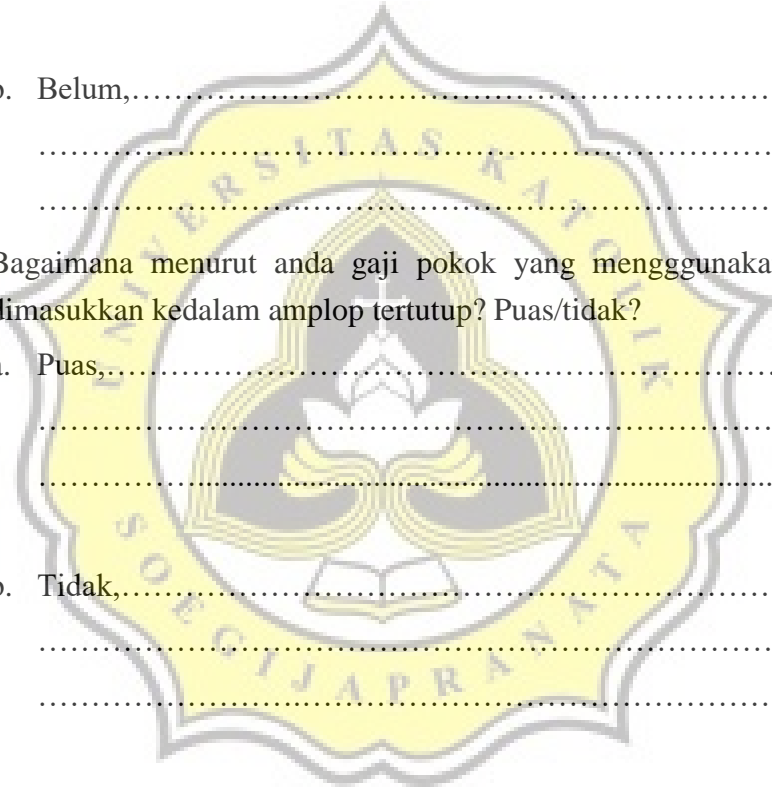 b. Belum,……………………………………………………………
……………………………………………………………………
……………………………………………………………………
Bagaimana menurut anda gaji pokok yang mengggunaka
dimasukkan kedalam amplop tertutup? Puas/tidak?
a. Puas,………………………………………………………………
……………………………………………………………………
……………...............................................................................
b. Tidak,……………………………………………………………
……………………………………………………………………
……………………………………………………………………
UNIVERSITAS KATOLIK
SOEGIJAPRANATA